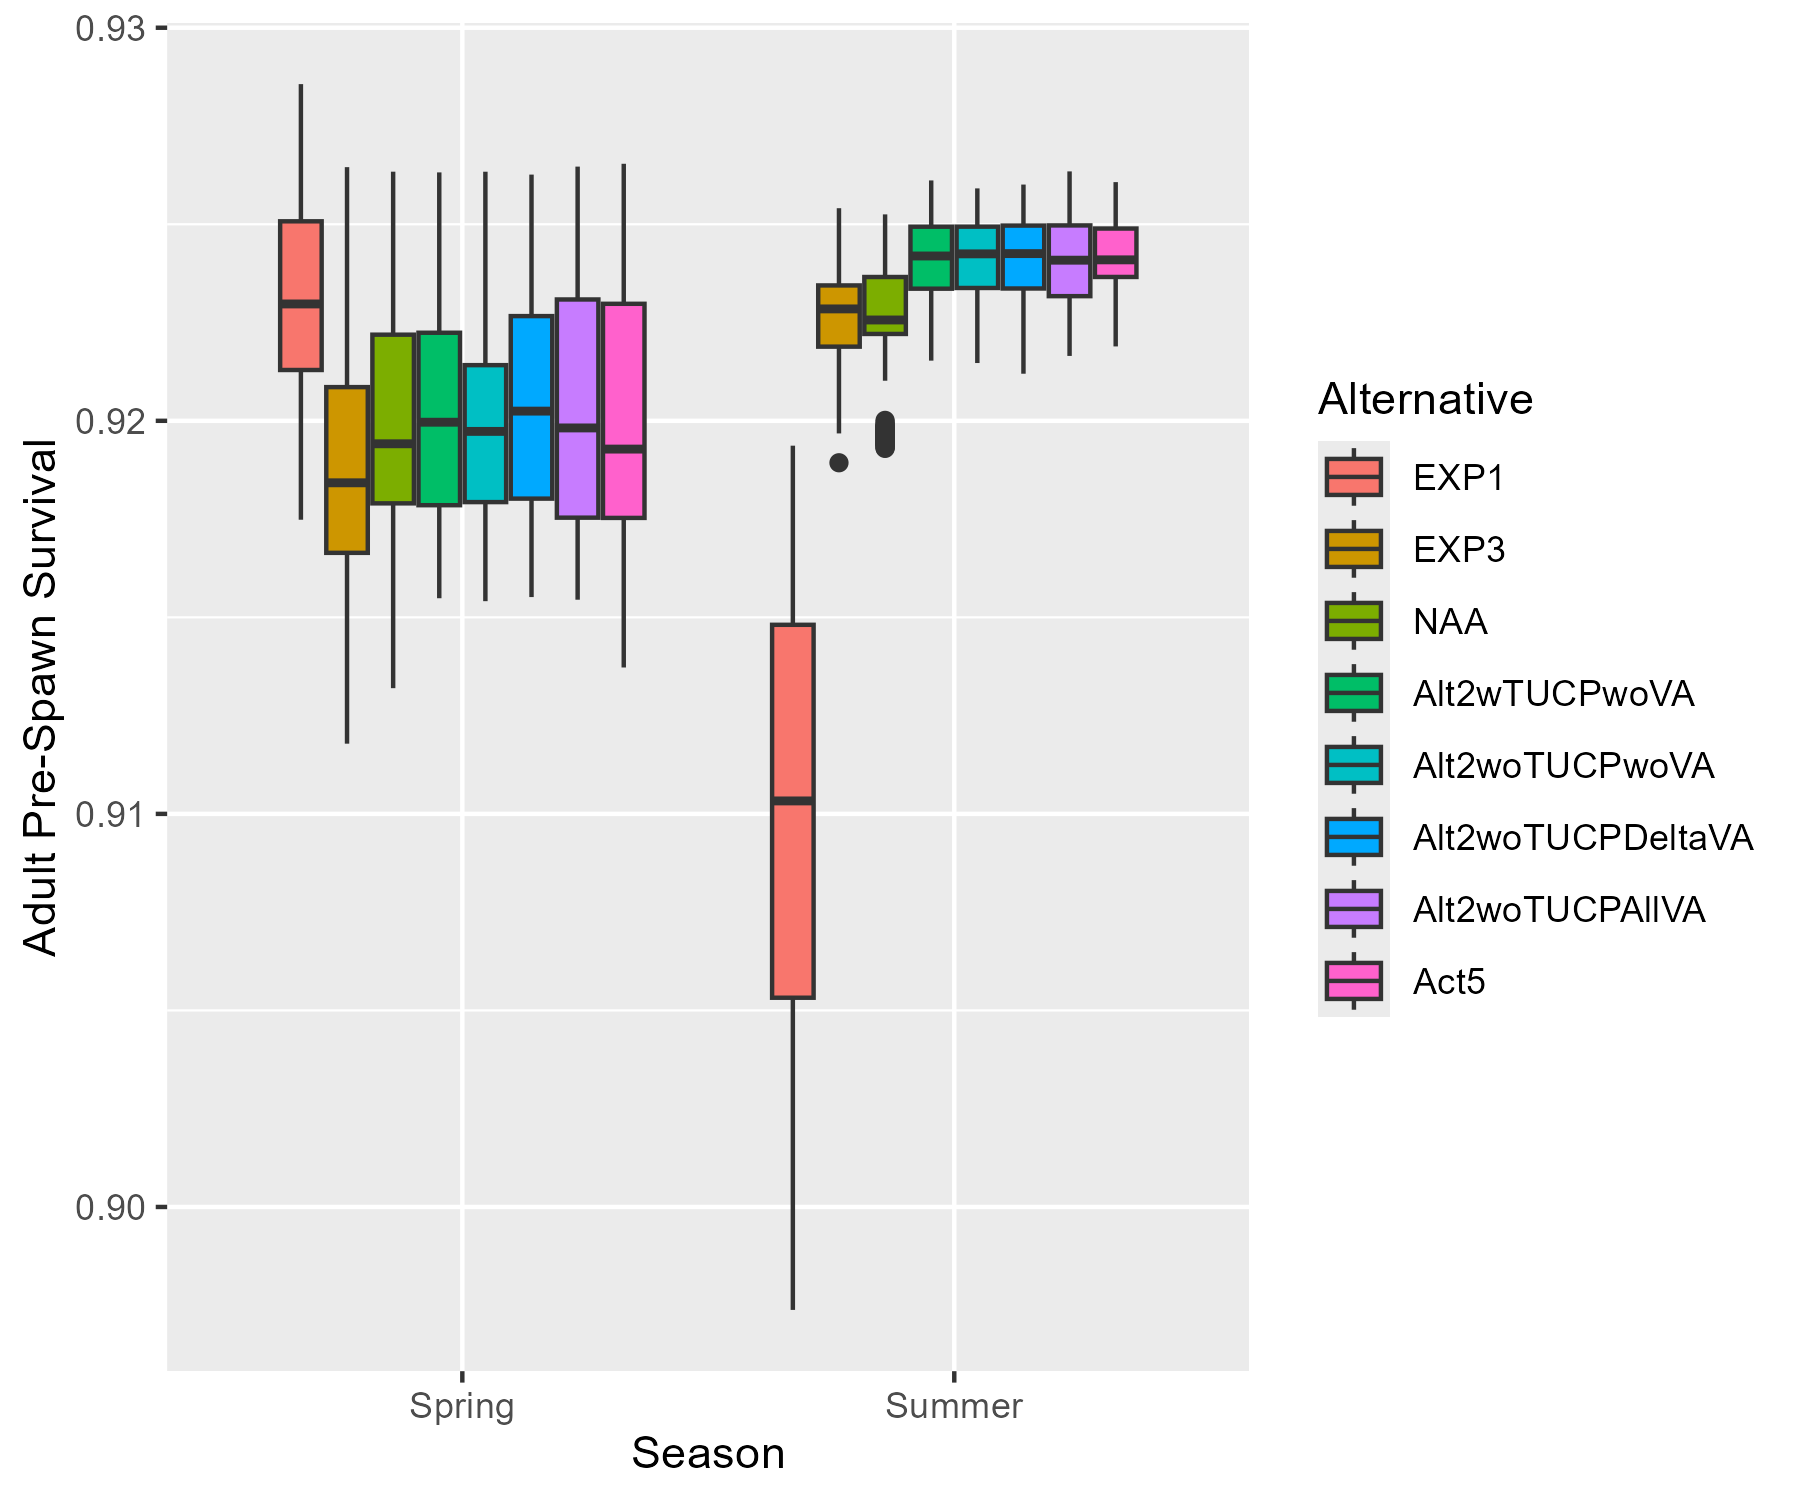 Adult Pre-Spawn Survival
0.93
0.92
0.91
0.90
Spring
Summer
Season
Alternative
EXP1
EXP3
NAA
Alt2wTUCPwoVA
Alt2woTUCPwoVA
Alt2woTUCPDeltaVA
Alt2woTUCPAllVA
Act5